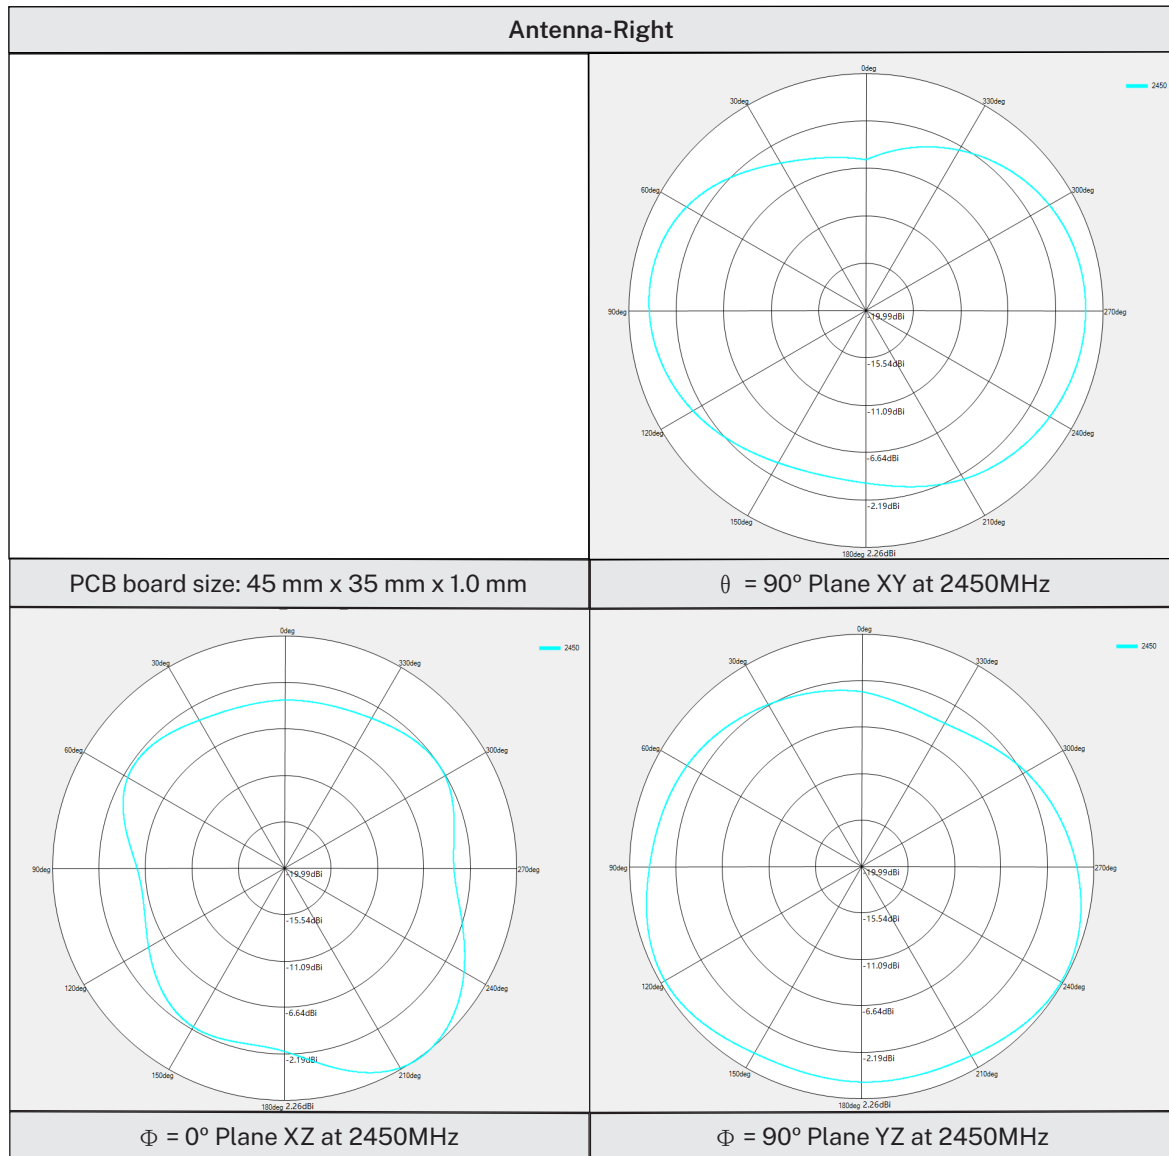 Antenna-Right
0deg
2450
30deg
330deg
60deg
300deg
90deg
-19.99dBi
270deg
-15.54dBi
-11.09dBi
120deg
240deg
-6.64dBi
-2.19dBi
150deg
210deg
180deg 2.26dBi
PCB board size: 45 mm x 35 mm x 1.0 mm
θ = 90° Plane XY at 2450MHz
0deg
2450
30deg
330deg
60deg
300deg
90deg
-19.99dBi
270deg
-15.54dBi
-11.09dBi
120deg
240deg
-6.64dBi
-2.19dBi
150deg
210deg
180deg 2.26dBi
Φ = 0° Plane XZ at 2450MHz
0deg
2450
30deg
330deg
60deg
300deg
90deg
-19.99dBi
270deg
-15.54dBi
-11.09dBi
120deg
240deg
-6.64dBi
-2.19dBi
150deg
210deg
180deg 2.26dBi
Φ = 90° Plane YZ at 2450MHz